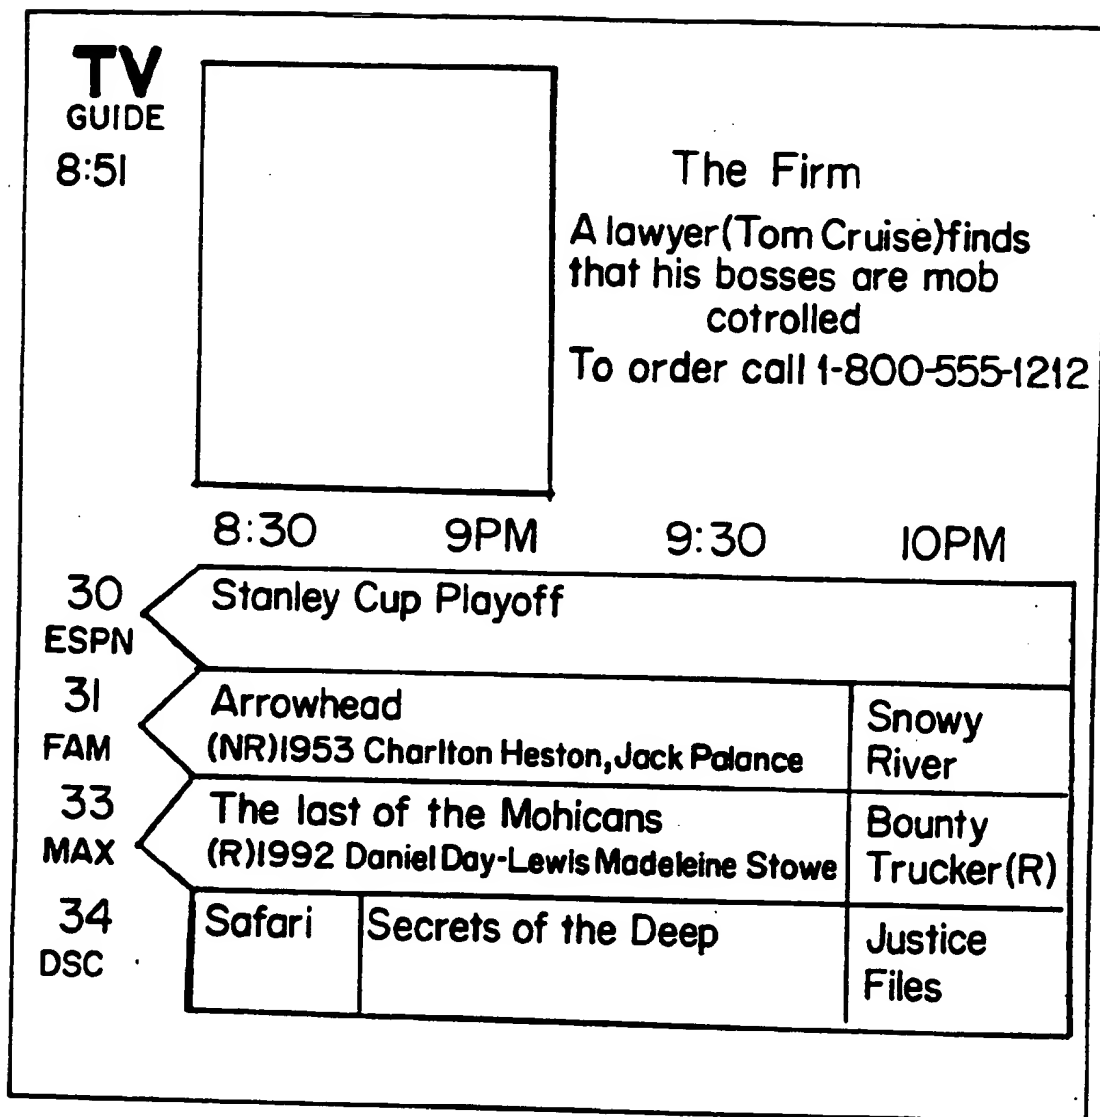 TV
GUIDE
8:51
The Firm
A lawyer(Tom Cruise)finds
that his bosses are mob
cotrolled
To order call 1-800-555-1212
8:30 9PM 9:30 10PM
30
ESPN
Stanley Cup Playoff
31
FAM
Arrowhead
(NR)1953 Charlton Heston, Jack Palance
Snowy
River
33
MAX
The last of the Mohicans
(R)1992 Daniel Day-Lewis Madeleine Stowe
Bounty
Trucker(R)
34
DSC
Safari
Secrets of the Deep
Justice
Files